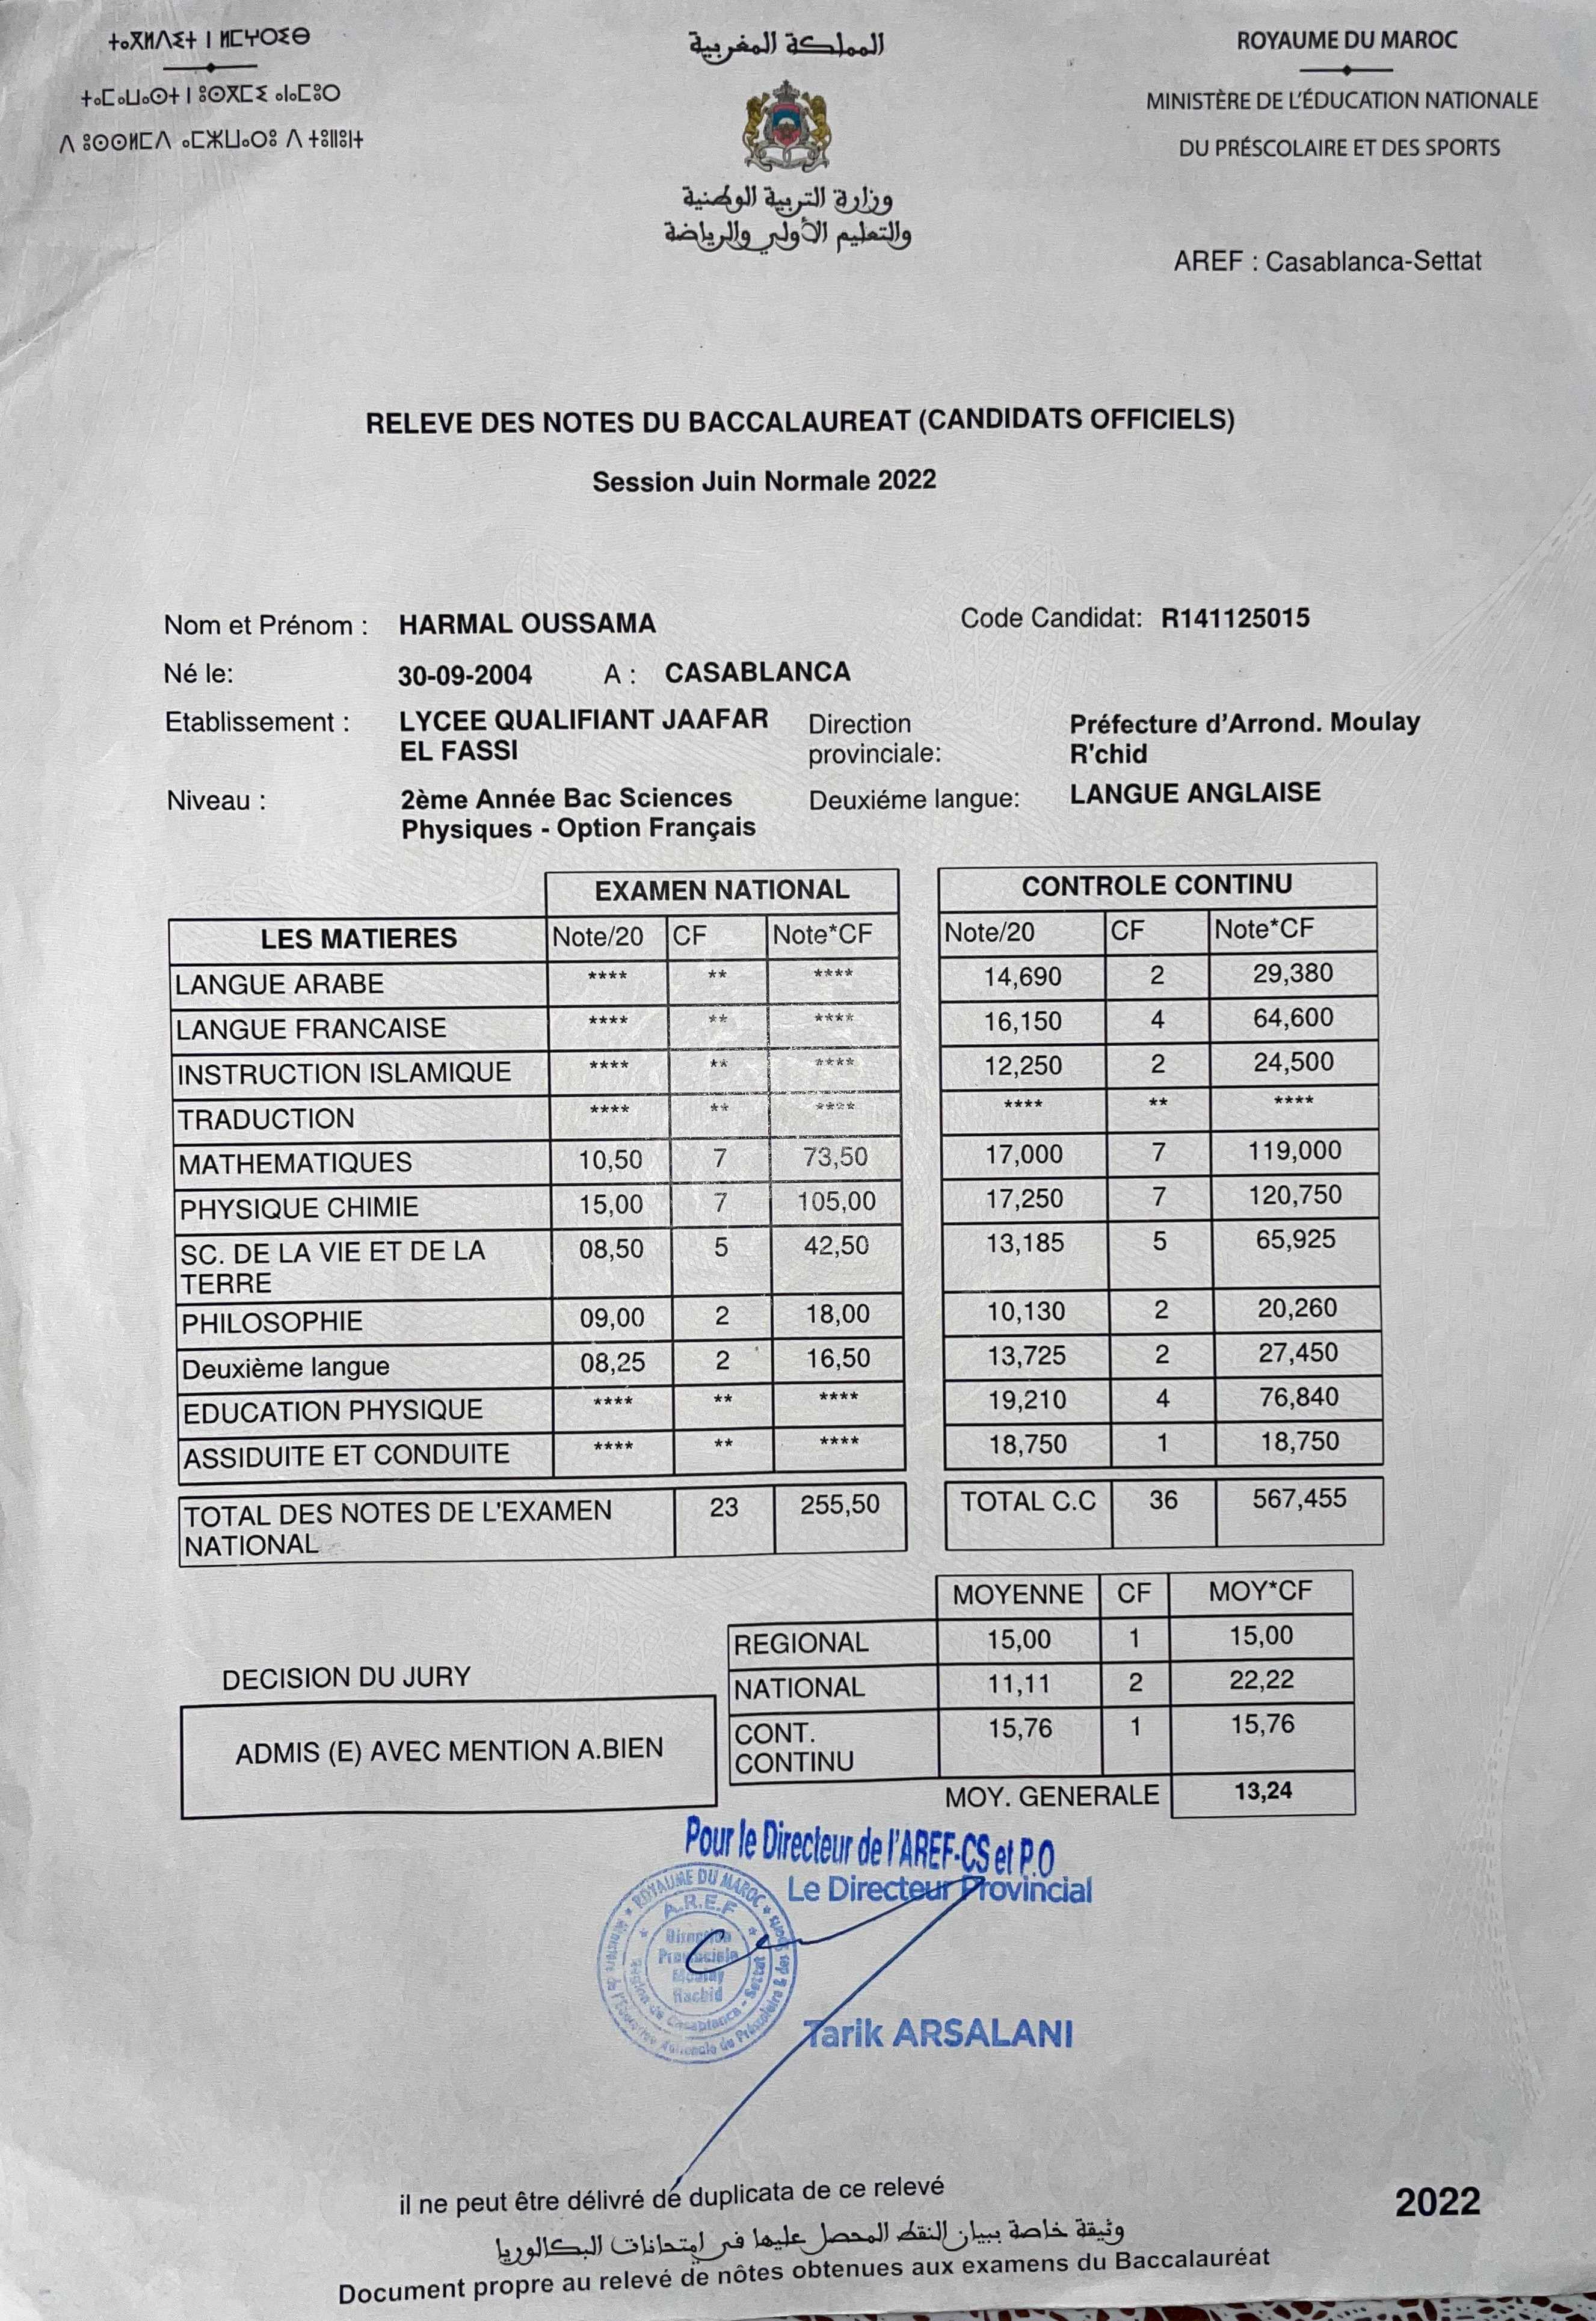 ⵜⴰⴳⵍⴷⵉⵜ ⵏ ⵍⵎⵖⵔⵉⴱ
ⵜⴰⵎⴰⵡⴰⵙⵜ ⵏ ⵓⵙⴳⵎⵉ ⴰⵏⴰⵎⵓⵔ
ⴷ ⵓⵙⵙⵍⵎⴷ ⴰⵎⵣⵡⴰⵔⵓ ⴷ ⵜⵓⵏⵏⵓⵏⵜ
المملكة المغربية
وزارة التربية الوطنية
والتعليم الأولي والرياضة
ROYAUME DU MAROC
MINISTÈRE DE L'ÉDUCATION NATIONALE
DU PRÉSCOLAIRE ET DES SPORTS
AREF : Casablanca-Settat
RELEVE DES NOTES DU BACCALAUREAT (CANDIDATS OFFICIELS)
Session Juin Normale 2022
Nom et Prénom : HARMAL OUSSAMA Code Candidat: R141125015
Né le: 30-09-2004 A : CASABLANCA
Etablissement : LYCEE QUALIFIANT JAAFAR Direction Préfecture d'Arrond. Moulay
EL FASSI provinciale: R'chid
Niveau : 2ème Année Bac Sciences Deuxiéme langue: LANGUE ANGLAISE
Physiques - Option Français
EXAMEN NATIONAL CONTROLE CONTINU
LES MATIERES Note/20 CF Note*CF Note/20 CF Note*CF
LANGUE ARABE **** ** **** 14,690 2 29,380
LANGUE FRANCAISE **** ** **** 16,150 4 64,600
INSTRUCTION ISLAMIQUE **** ** **** 12,250 2 24,500
TRADUCTION **** ** **** **** ** ****
MATHEMATIQUES 10,50 7 73,50 17,000 7 119,000
PHYSIQUE CHIMIE 15,00 7 105,00 17,250 7 120,750
SC. DE LA VIE ET DE LA 08,50 5 42,50 13,185 5 65,925
TERRE
PHILOSOPHIE 09,00 2 18,00 10,130 2 20,260
Deuxième langue 08,25 2 16,50 13,725 2 27,450
EDUCATION PHYSIQUE **** ** **** 19,210 4 76,840
ASSIDUITE ET CONDUITE **** ** **** 18,750 1 18,750
TOTAL DES NOTES DE L'EXAMEN 23 255,50 TOTAL C.C 36 567,455
NATIONAL
MOYENNE CF MOY*CF
REGIONAL 15,00 1 15,00
NATIONAL 11,11 2 22,22
CONT. 15,76 1 15,76
CONTINU
MOY. GENERALE 13,24
DECISION DU JURY
ADMIS (E) AVEC MENTION A.BIEN
Pour le Directeur de l'AREF-CS et P.O
Le Directeur Provincial
ROYAUME DU MAROC
Ministère de l'Education Nationale du Préscolaire & des Sports
A.R.E.F
Région de Casablanca - Settat
Direction
Provinciale
Moulay
Rachid
Tarik ARSALANI
il ne peut être délivré de duplicata de ce relevé
2022
وثيقة خاصة ببيان النقط المحصل عليها في إمتحانات البكالوريا
Document propre au relevé de nôtes obtenues aux examens du Baccalauréat